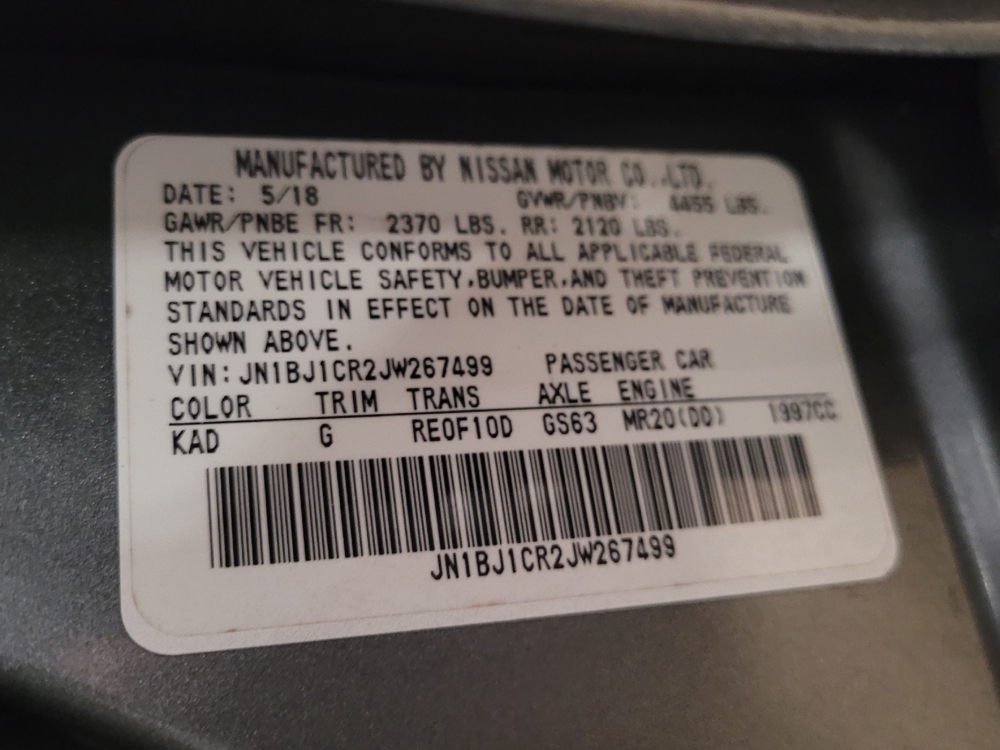 MANUFACTURED BY NISSAN MOTOR CO.,LTD.
DATE: 5/18 GVWR/PNBV: 4455 LBS.
GAWR/PNBE FR: 2370 LBS. RR: 2120 LBS.
THIS VEHICLE CONFORMS TO ALL APPLICABLE FEDERAL
MOTOR VEHICLE SAFETY,BUMPER,AND THEFT PREVENTION
STANDARDS IN EFFECT ON THE DATE OF MANUFACTURE
SHOWN ABOVE.
VIN:JN1BJ1CR2JW267499 PASSENGER CAR
COLOR TRIM TRANS AXLE ENGINE
KAD G RE0F10D GS63 MR20(DD) 1997CC
JN1BJ1CR2JW267499